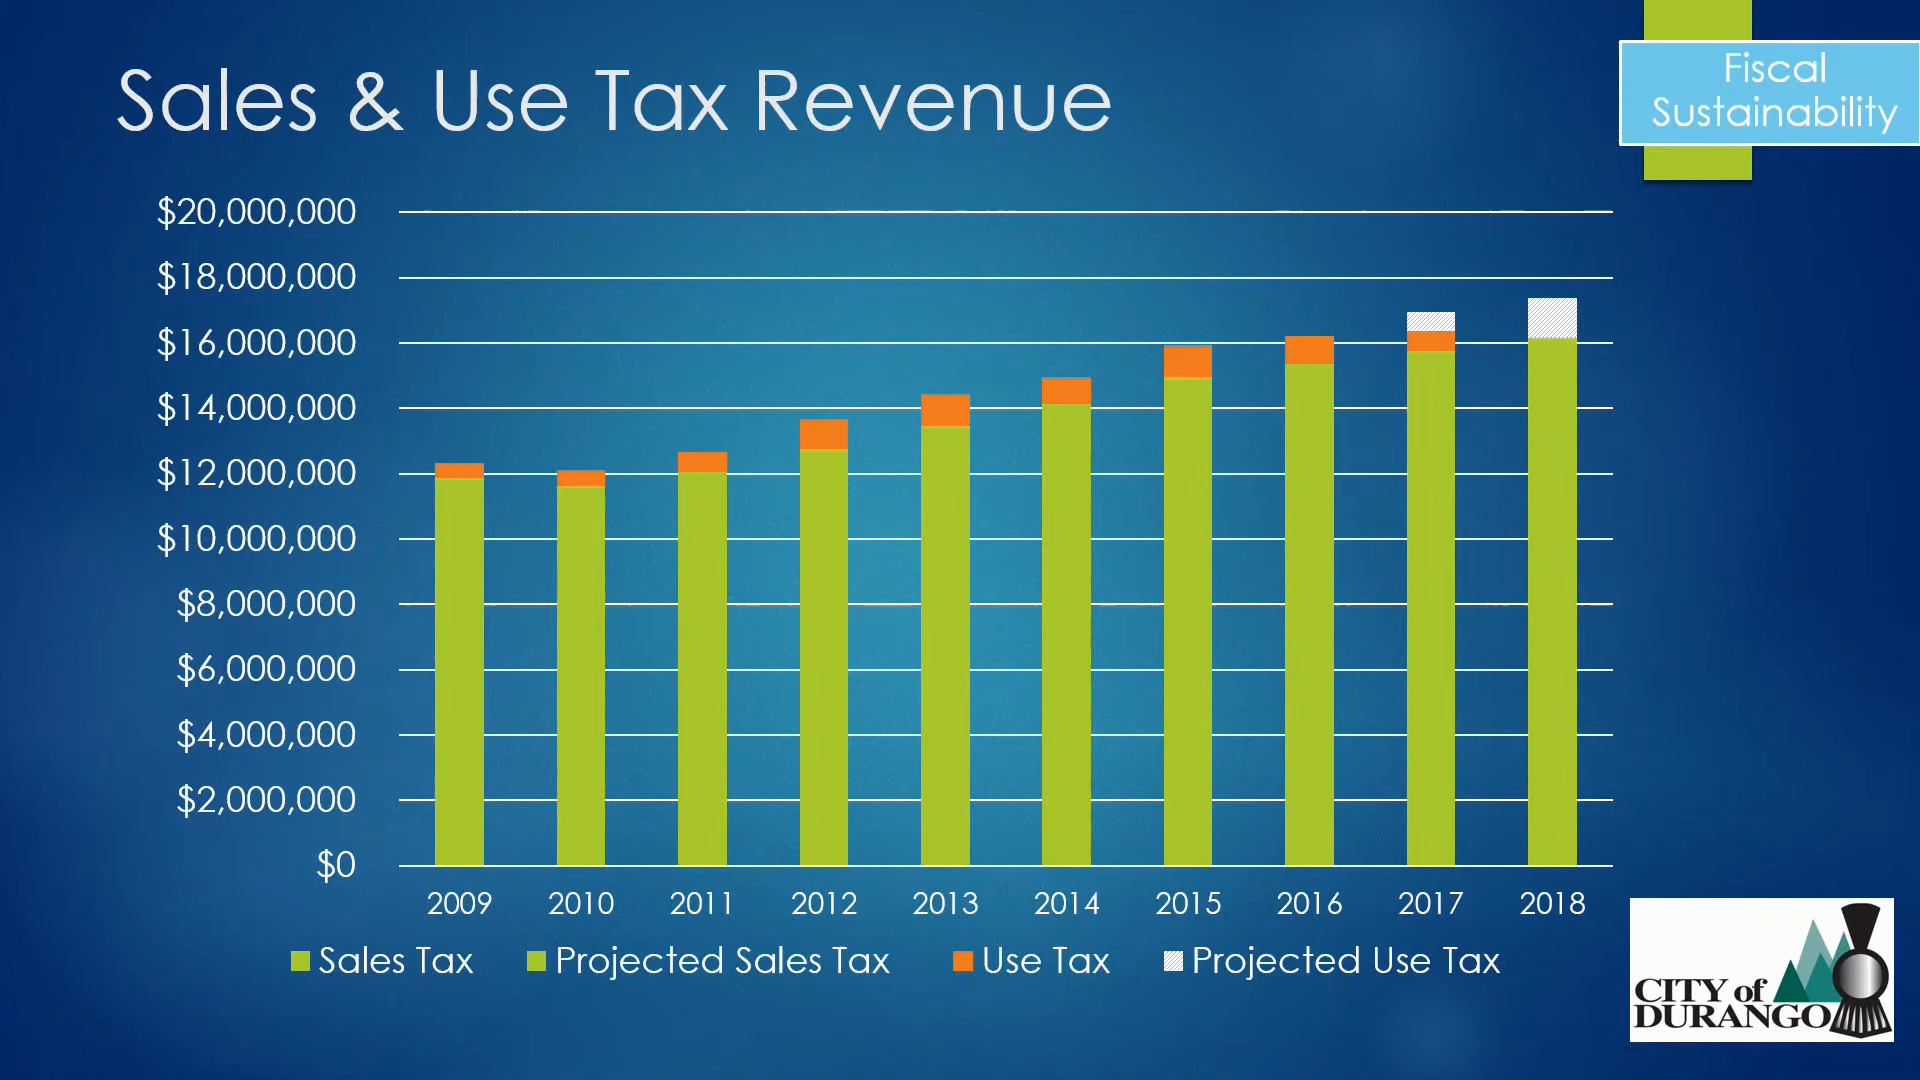 Sales & Use Tax Revenue
Fiscal
Sustainability
$20,000,000
$18,000,000
$16,000,000
$14,000,000
$12,000,000
$10,000,000
$8,000,000
$6,000,000
$4,000,000
$2,000,000
$0
2009 2010 2011 2012 2013 2014 2015 2016 2017 2018
Sales Tax Projected Sales Tax Use Tax Projected Use Tax
CITY of
DURANGO